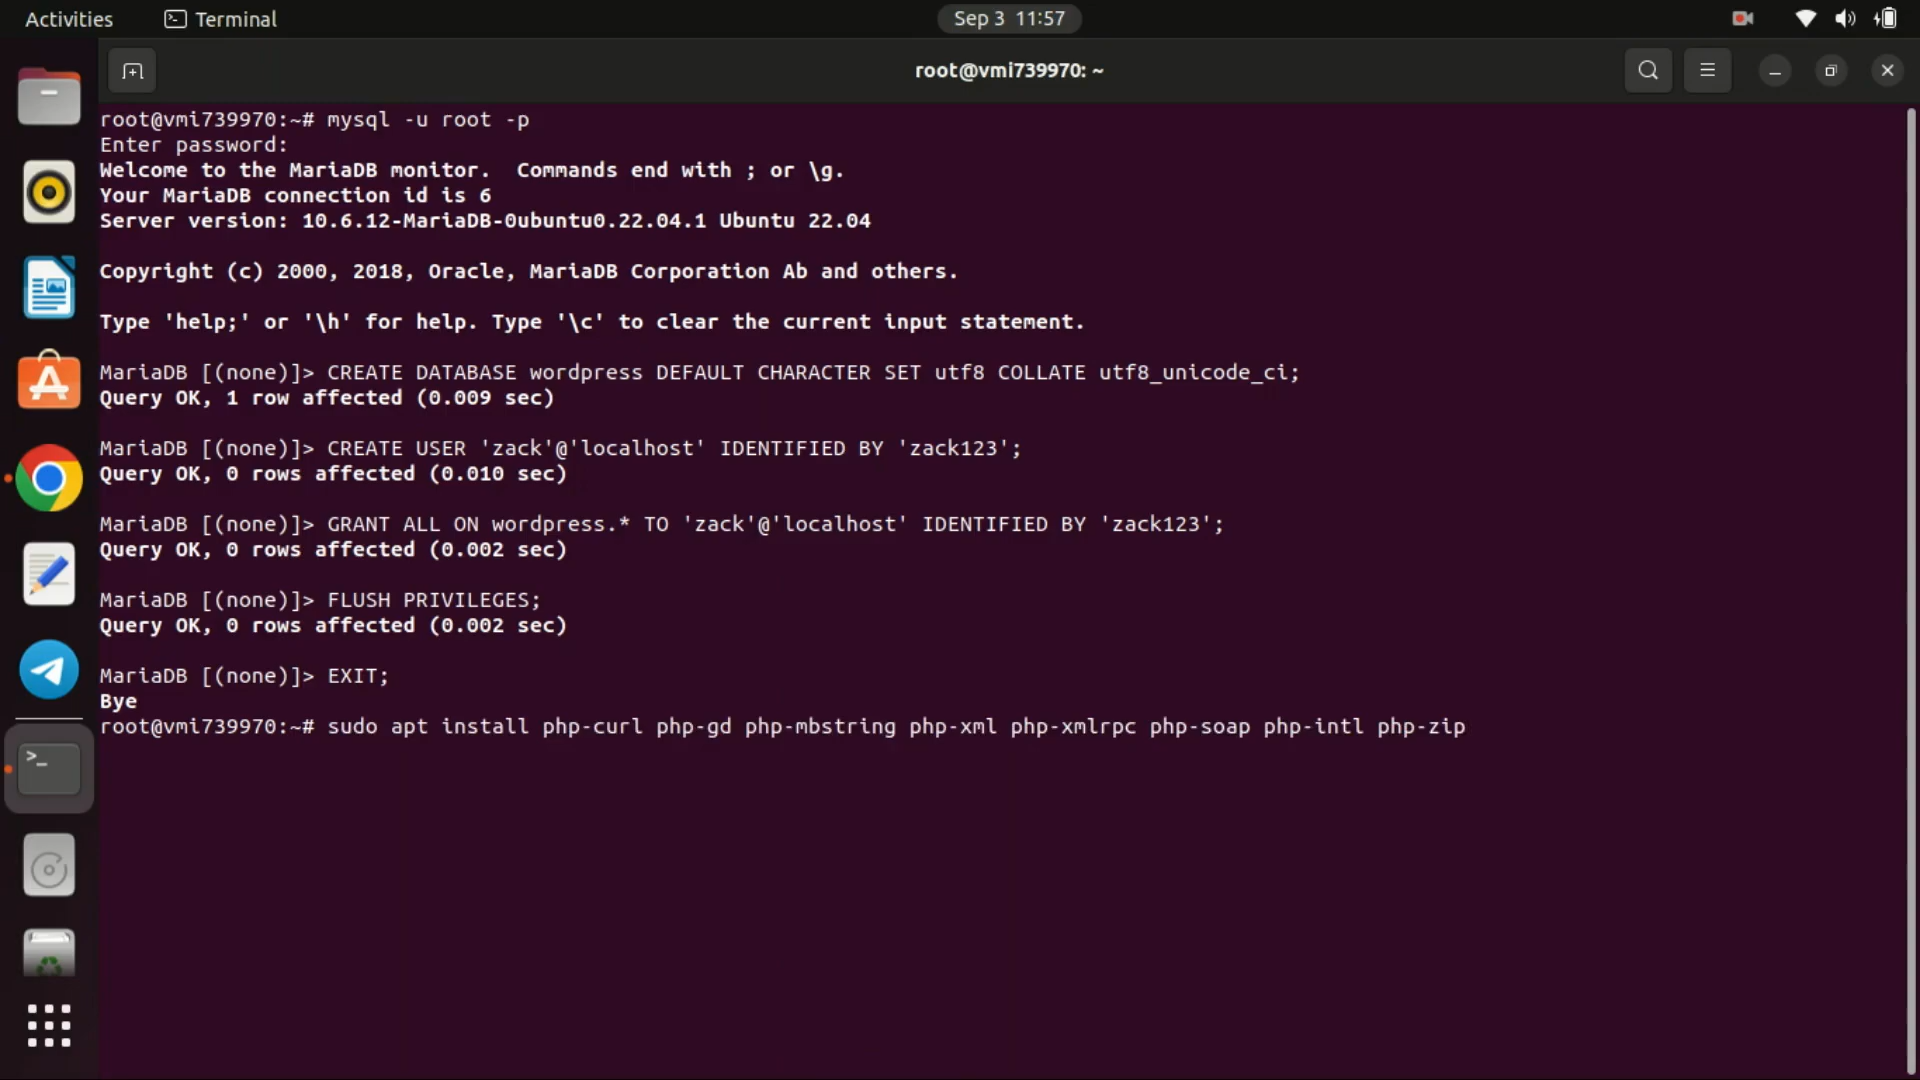 Activities
Terminal
Sep 3 11:57
root@vmi739970: ~
root@vmi739970:~# mysql -u root -p
Enter password:
Welcome to the MariaDB monitor.  Commands end with ; or \g.
Your MariaDB connection id is 6
Server version: 10.6.12-MariaDB-0ubuntu0.22.04.1 Ubuntu 22.04
Copyright (c) 2000, 2018, Oracle, MariaDB Corporation Ab and others.
Type 'help;' or '\h' for help. Type '\c' to clear the current input statement.
MariaDB [(none)]> CREATE DATABASE wordpress DEFAULT CHARACTER SET utf8 COLLATE utf8_unicode_ci;
Query OK, 1 row affected (0.009 sec)
MariaDB [(none)]> CREATE USER 'zack'@'localhost' IDENTIFIED BY 'zack123';
Query OK, 0 rows affected (0.010 sec)
MariaDB [(none)]> GRANT ALL ON wordpress.* TO 'zack'@'localhost' IDENTIFIED BY 'zack123';
Query OK, 0 rows affected (0.002 sec)
MariaDB [(none)]> FLUSH PRIVILEGES;
Query OK, 0 rows affected (0.002 sec)
MariaDB [(none)]> EXIT;
Bye
root@vmi739970:~# sudo apt install php-curl php-gd php-mbstring php-xml php-xmlrpc php-soap php-intl php-zip